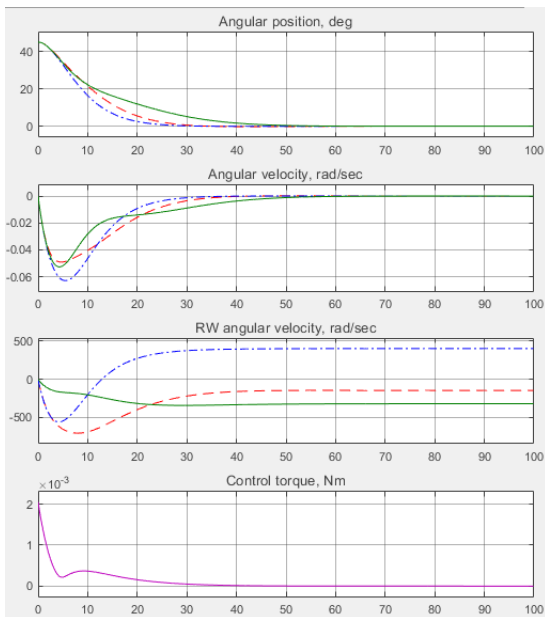 Angular position, deg
40
20
0
0 10 20 30 40 50 60 70 80 90 100
Angular velocity, rad/sec
0
-0.02
-0.04
-0.06
0 10 20 30 40 50 60 70 80 90 100
RW angular velocity, rad/sec
500
0
-500
0 10 20 30 40 50 60 70 80 90 100
×10-3 Control torque, Nm
2
1
0
0 10 20 30 40 50 60 70 80 90 100